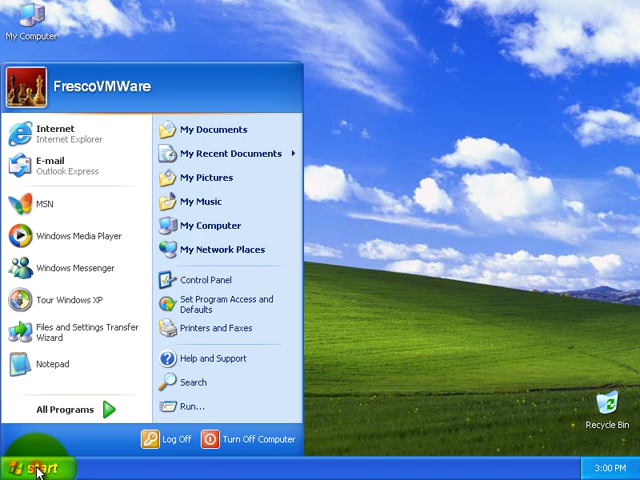 My Computer
FrescoVMWare
Internet
Internet Explorer
E-mail
Outlook Express
MSN
Windows Media Player
Windows Messenger
Tour Windows XP
Files and Settings Transfer
Wizard
Notepad
All Programs
My Documents
My Recent Documents
My Pictures
My Music
My Computer
My Network Places
Control Panel
Set Program Access and
Defaults
Printers and Faxes
Help and Support
Search
Run...
Log Off
Turn Off Computer
Recycle Bin
start
3:00 PM